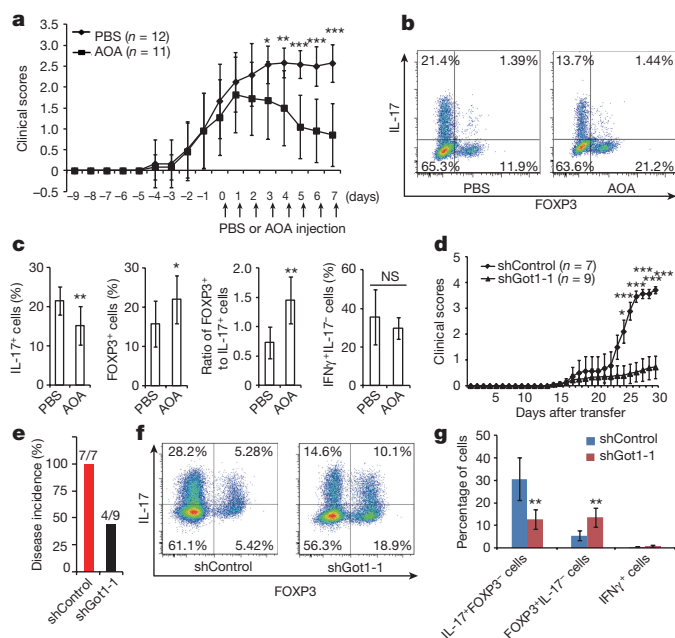 a
PBS (n = 12)
AOA (n = 11)
Clinical scores
3.5
3.0
2.5
2.0
1.5
1.0
0.5
0
−0.5
* ** *** *** ***
−9 −8 −7 −6 −5 −4 −3 −2 −1 0 1 2 3 4 5 6 7 (days)
PBS or AOA injection
b
21.4% 1.39% 13.7% 1.44%
IL-17
65.3% 11.9% 63.6% 21.2%
PBS AOA
FOXP3
c
IL-17+ cells (%)
30
20
10
0
**
PBS
AOA
FOXP3+ cells (%)
30
20
10
0
*
PBS
AOA
Ratio of FOXP3+
to IL-17+ cells
2.0
1.5
1.0
0.5
0
**
PBS
AOA
IFNγ+IL-17− cells (%)
60
40
20
0
NS
PBS
AOA
d
shControl (n = 7)
shGot1-1 (n = 9)
Clinical scores
5
4
3
2
1
0
* *** *** *** *** *** ***
0 5 10 15 20 25 30
Days after transfer
e
Disease incidence (%)
100
50
0
7/7
4/9
shControl
shGot1-1
f
28.2% 5.28% 14.6% 10.1%
IL-17
61.1% 5.42% 56.3% 18.9%
shControl shGot1-1
FOXP3
g
shControl
shGot1-1
Percentage of cells
50
40
30
20
10
0
** **
IL-17+FOXP3− cells
FOXP3+IL-17− cells
IFNγ+ cells